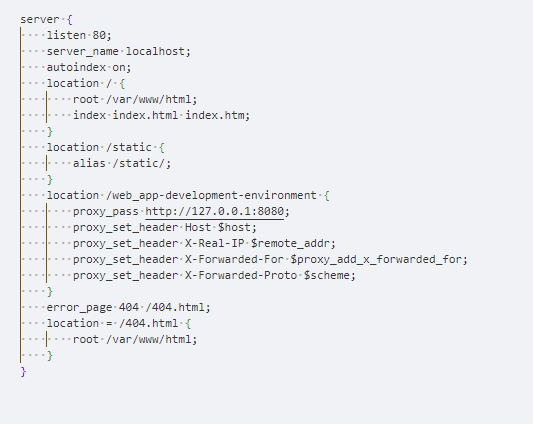 server {
    listen 80;
    server_name localhost;
    autoindex on;
    location / {
        root /var/www/html;
        index index.html index.htm;
    }
    location /static {
        alias /static/;
    }
    location /web_app-development-environment {
        proxy_pass http://127.0.0.1:8080;
        proxy_set_header Host $host;
        proxy_set_header X-Real-IP $remote_addr;
        proxy_set_header X-Forwarded-For $proxy_add_x_forwarded_for;
        proxy_set_header X-Forwarded-Proto $scheme;
    }
    error_page 404 /404.html;
    location = /404.html {
        root /var/www/html;
    }
}